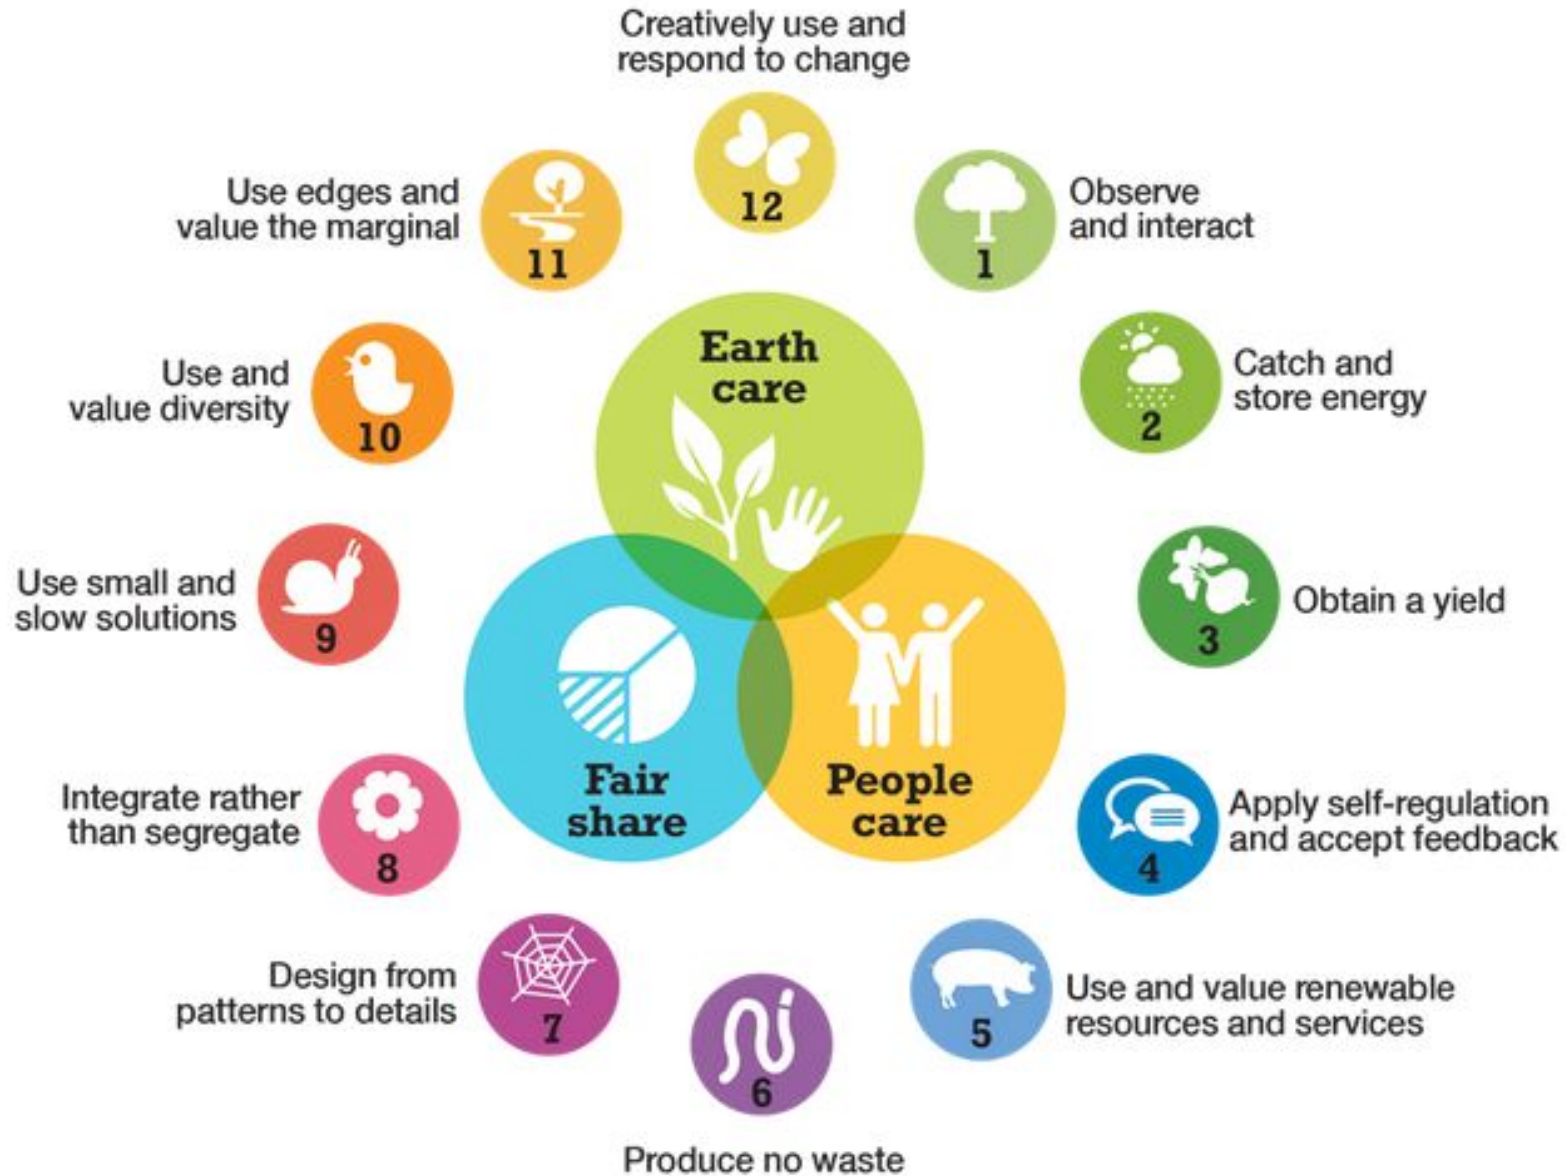 Creatively use and
respond to change
12
Observe
and interact
1
Catch and
store energy
2
Obtain a yield
3
Apply self-regulation
and accept feedback
4
Use and value renewable
resources and services
5
6
Produce no waste
Design from
patterns to details
7
Integrate rather
than segregate
8
Use small and
slow solutions
9
Use and
value diversity
10
Use edges and
value the marginal
11
Earth
care
Fair
share
People
care